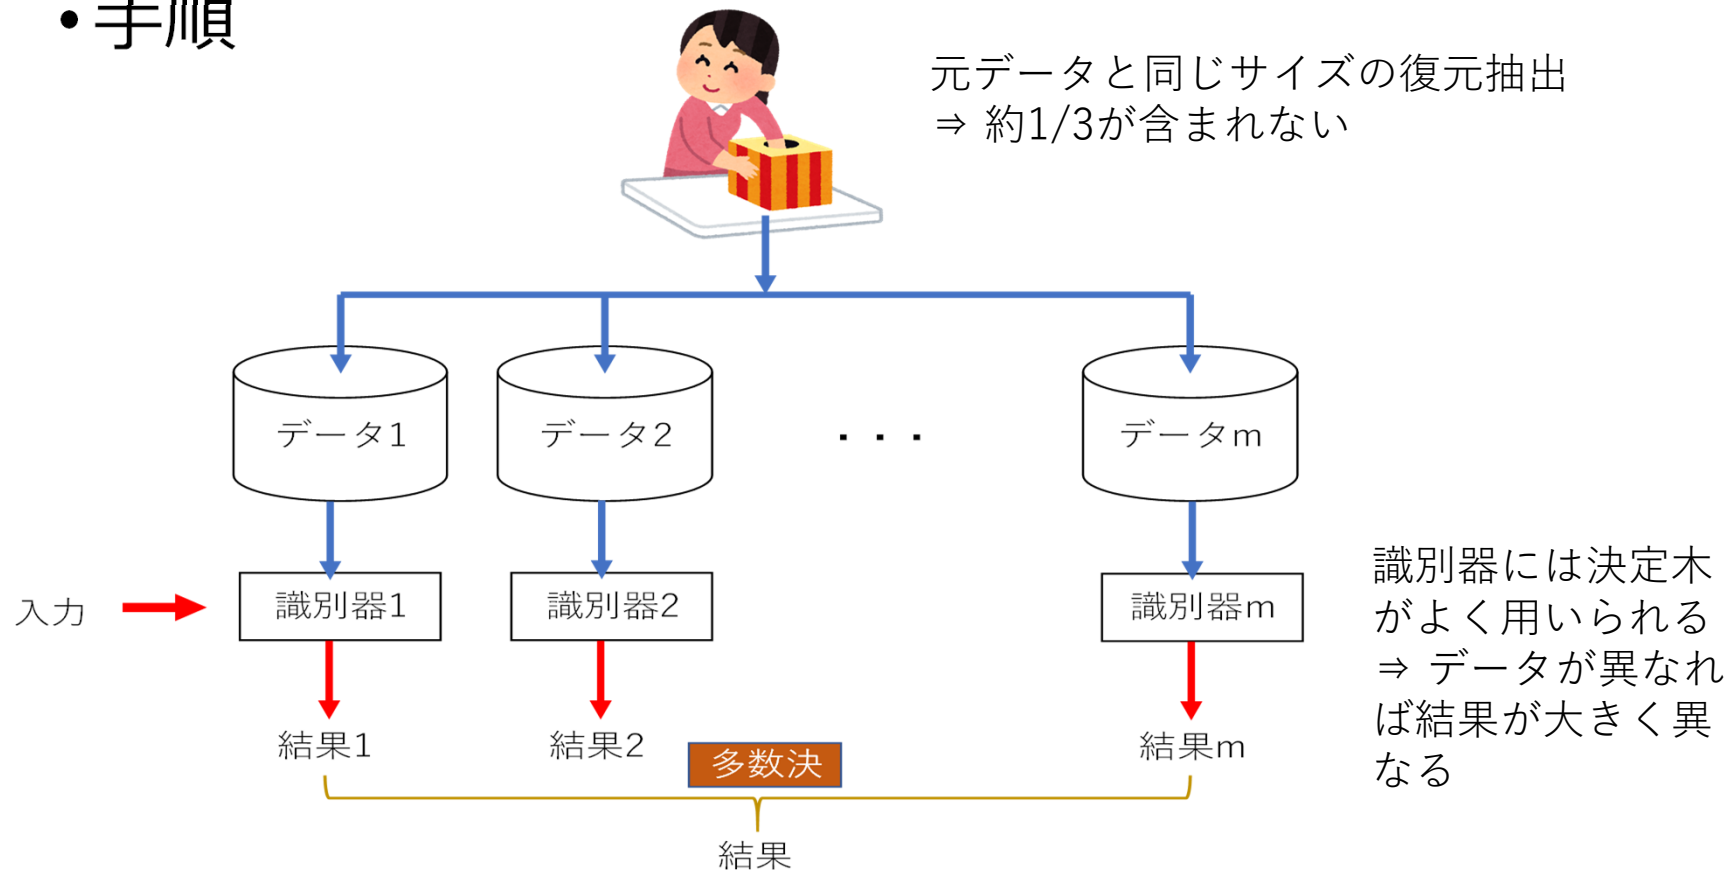 ・手順
元データと同じサイズの復元抽出
⇒ 約1/3が含まれない
データ1
データ2
・・・
データm
入力
識別器1
識別器2
識別器m
識別器には決定木
がよく用いられる
⇒ データが異なれ
ば結果が大きく異
なる
結果1
結果2
結果m
多数決
結果